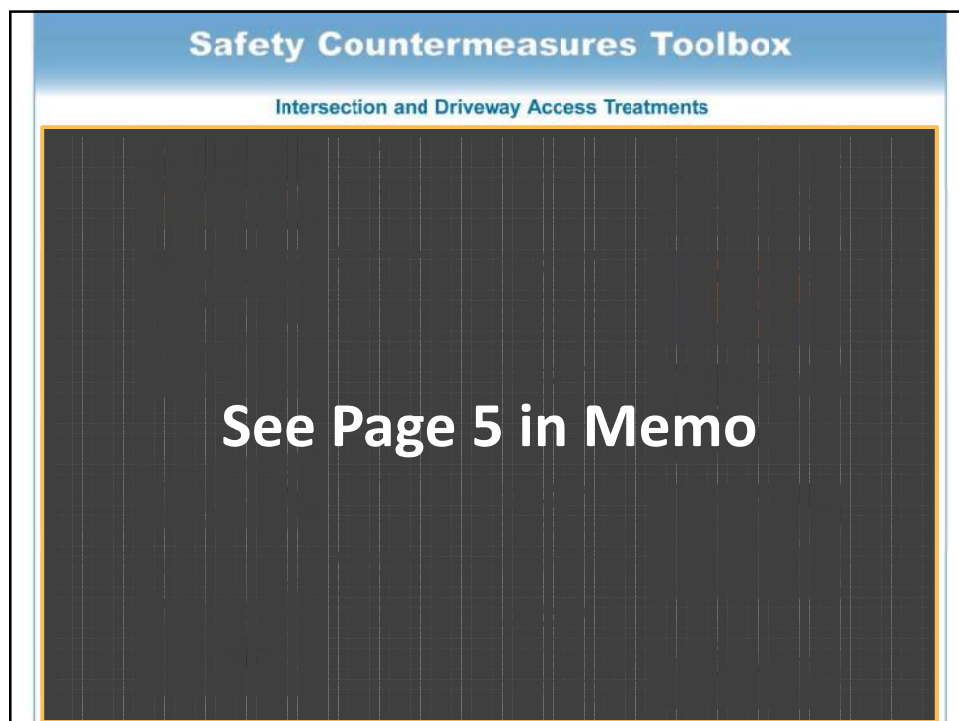 Safety Countermeasures Toolbox
Intersection and Driveway Access Treatments
See Page 5 in Memo